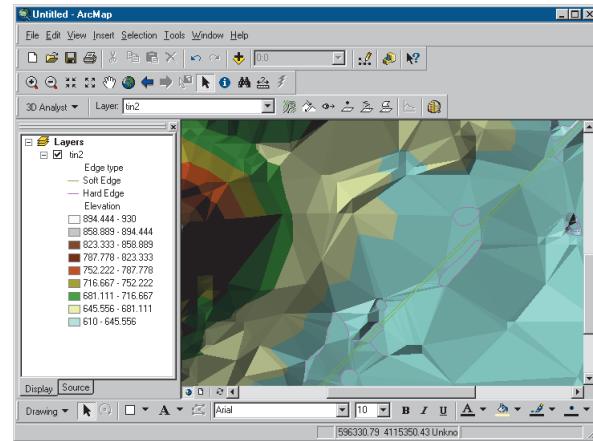 Untitled - ArcMap
File Edit View Insert Selection Tools Window Help
0:0
3D Analyst Layer: tin2
Layers
tin2
Edge type
Soft Edge
Hard Edge
Elevation
894.444 - 930
858.889 - 894.444
823.333 - 858.889
787.778 - 823.333
752.222 - 787.778
716.667 - 752.222
681.111 - 716.667
645.556 - 681.111
610 - 645.556
Display Source
Drawing A Arial 10 B I U A
596330.79 4115350.43 Unkno